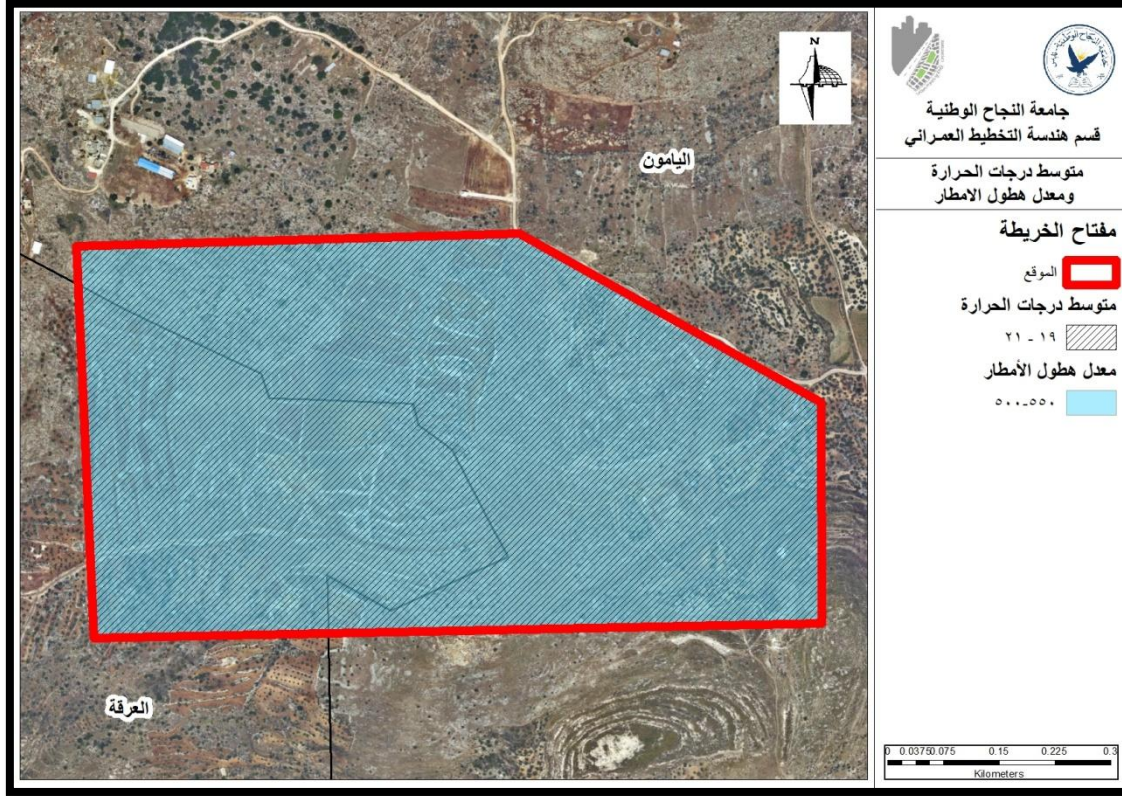 جامعة النجاح الوطنية
قسم هندسة التخطيط العمراني
متوسط درجات الحرارة
ومعدل هطول الامطار
مفتاح الخريطة
الموقع
متوسط درجات الحرارة
١٩ - ٢١
معدل هطول الأمطار
٥٠٠-٥٥٠
0 0.0375 0.075 0.15 0.225 0.3
Kilometers
N
اليامون
العرقة